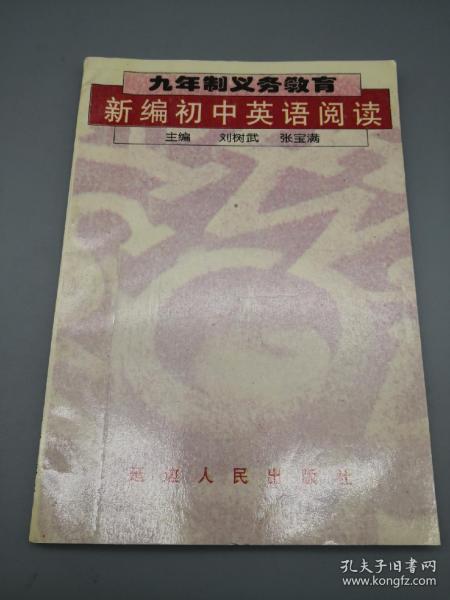 九年制义务教育
新编初中英语阅读
主编 刘树武 张宝满
延边人民出版社
孔夫子旧书网
www.kongfz.com